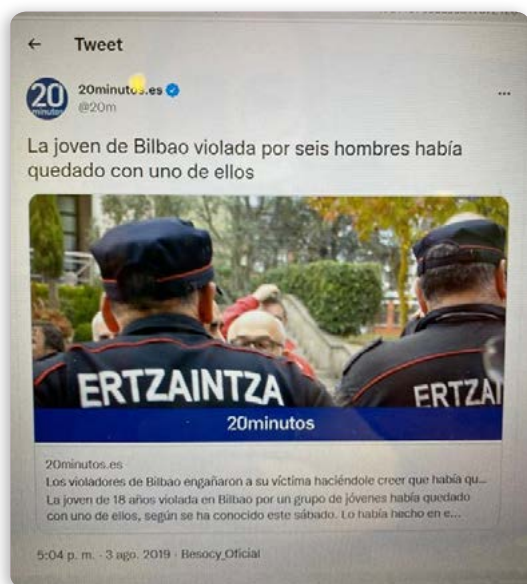 ← Tweet
20
minutos
20minutos.es
@20m
...
La joven de Bilbao violada por seis hombres había
quedado con uno de ellos
ERTZAINTZA
ERTZAI
20minutos
20minutos.es
Los violadores de Bilbao engañaron a su víctima haciéndole creer que había qu...
La joven de 18 años violada en Bilbao por un grupo de jóvenes había quedado
con uno de ellos, según se ha conocido este sábado. Lo había hecho en e...
5:04 p. m. · 3 ago. 2019 · Besocy_Oficial